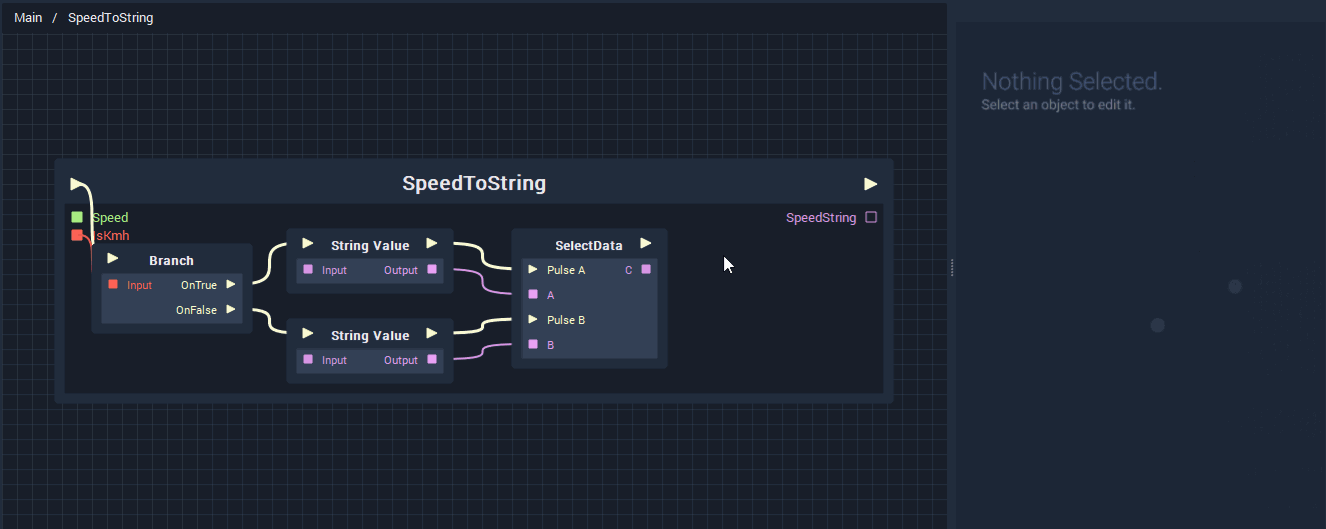 Main / SpeedToString
Nothing Selected.
Select an object to edit it.
SpeedToString
Speed
IsKmh
SpeedString
Branch
Input OnTrue
OnFalse
String Value
Input Output
String Value
Input Output
SelectData
Pulse A C
A
Pulse B
B